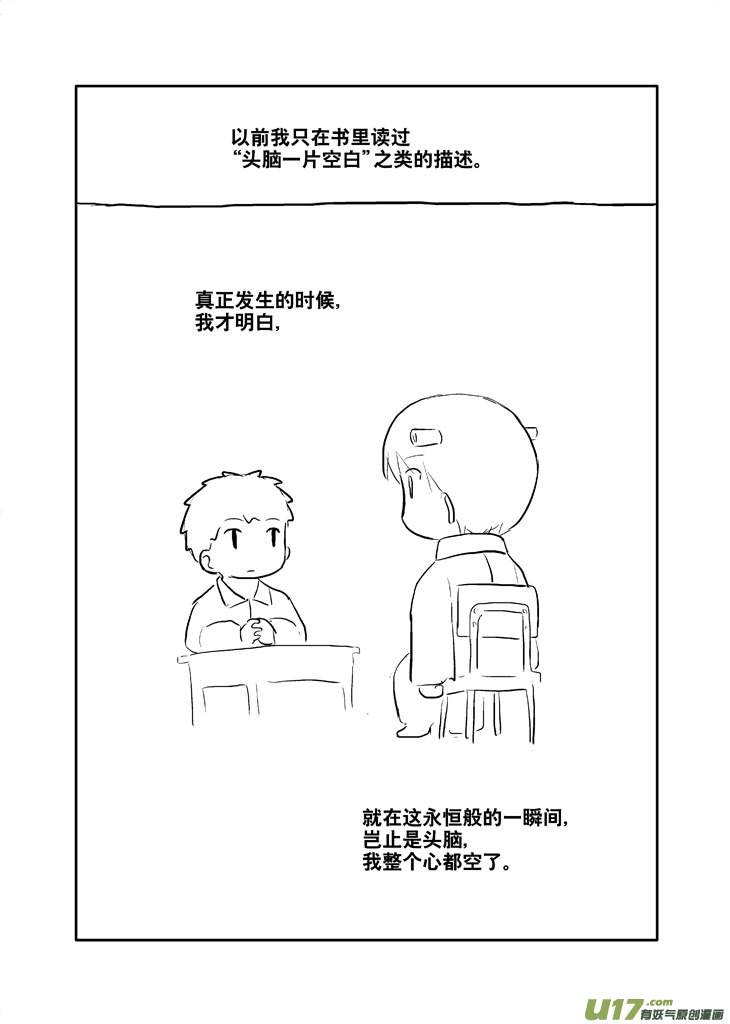 以前我只在书里读过
“头脑一片空白”之类的描述。
真正发生的时候,
我才明白,
就在这永恒般的一瞬间,
岂止是头脑,
我整个心都空了。
U17.com
有妖气原创漫画